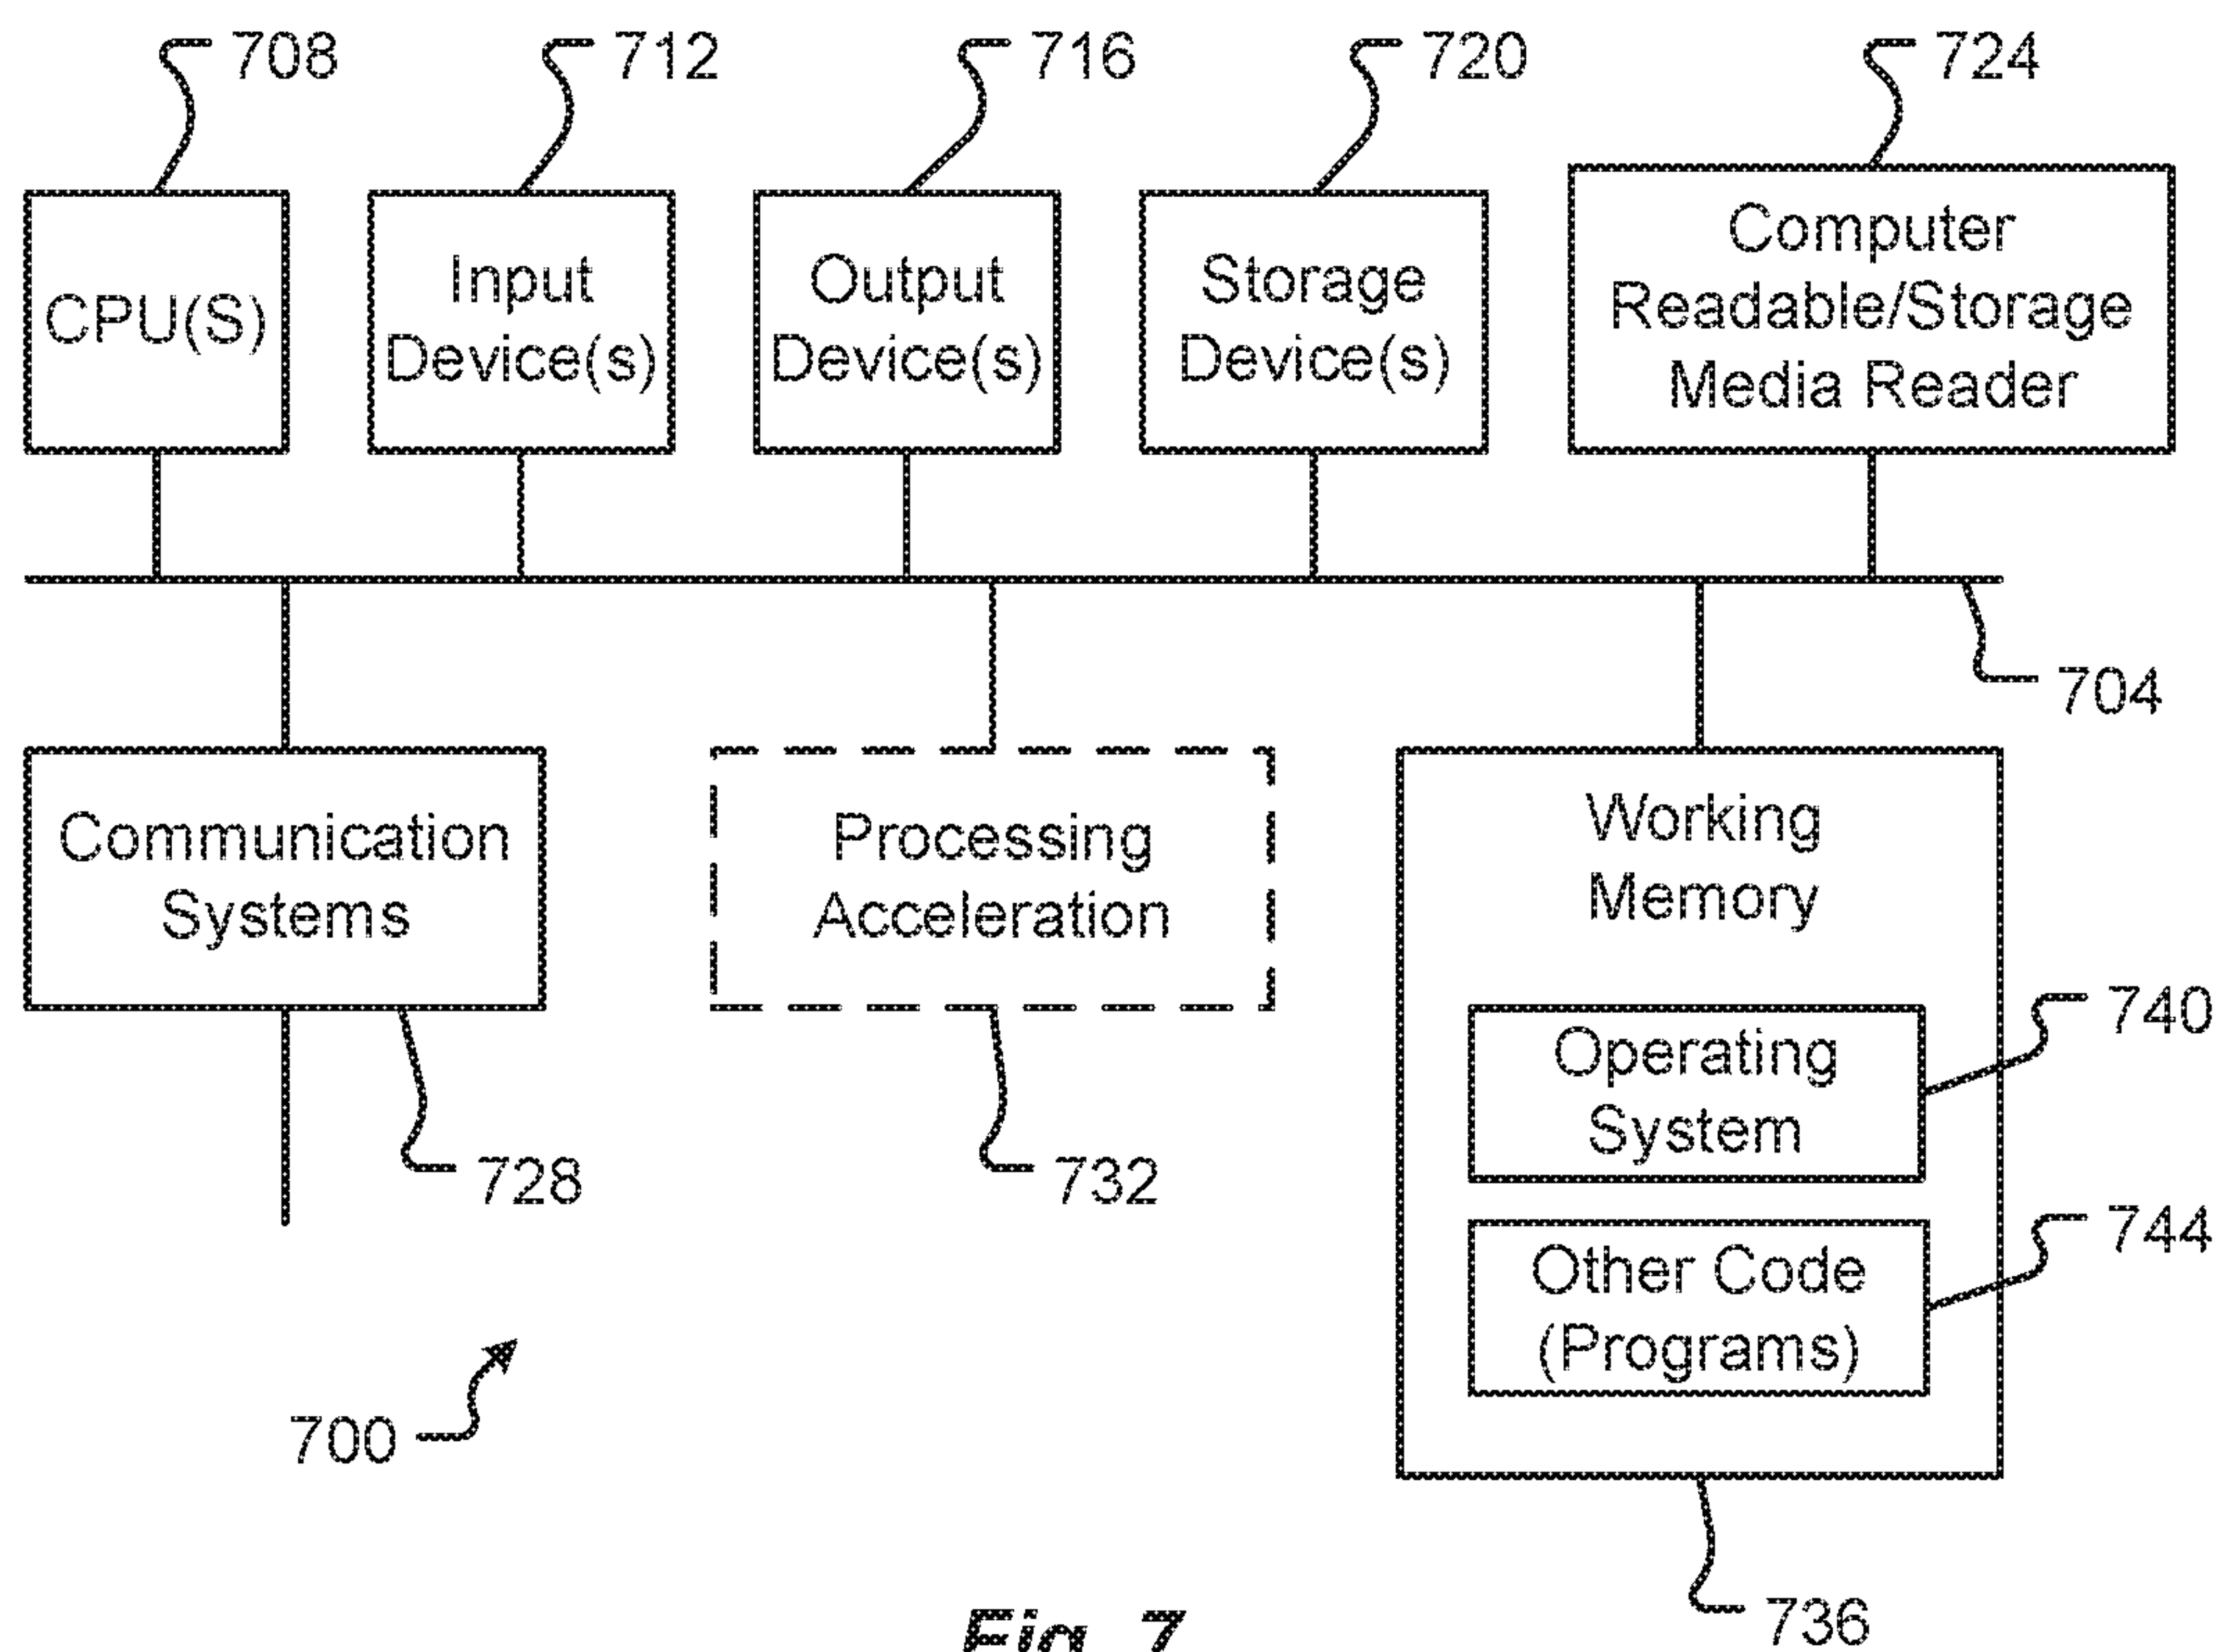 708
712
716
720
724
CPU(S)
Input
Device(s)
Output
Device(s)
Storage
Device(s)
Computer
Readable/Storage
Media Reader
704
Communication
Systems
Processing
Acceleration
Working
Memory
Operating
System
740
728
732
Other Code
(Programs)
744
700
736
Fig. 7